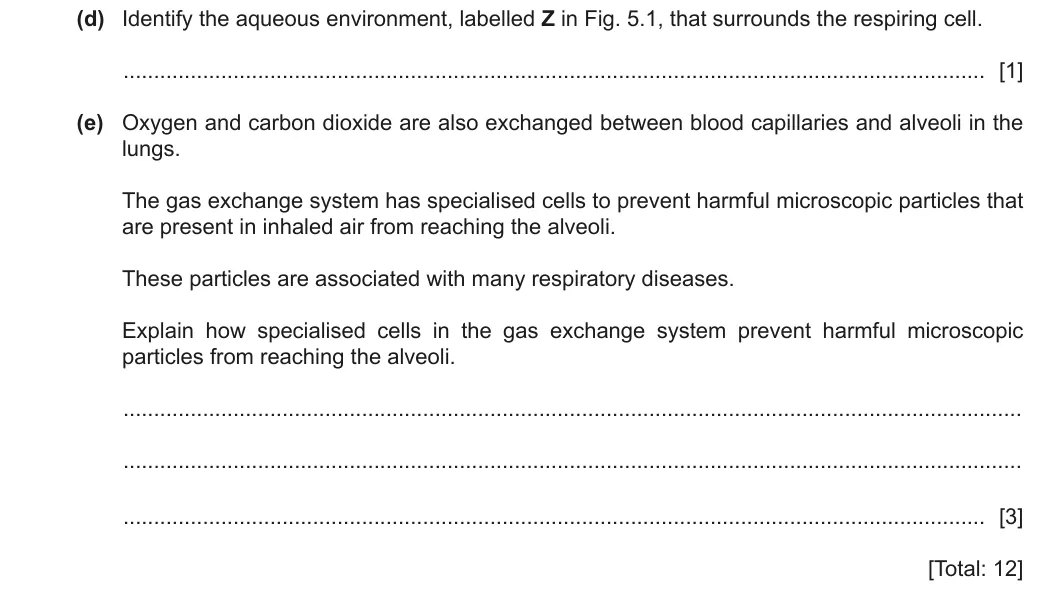 (d) Identify the aqueous environment, labelled Z in Fig. 5.1, that surrounds the respiring cell.
.......................................................................................................................................... [1]
(e) Oxygen and carbon dioxide are also exchanged between blood capillaries and alveoli in the
lungs.
The gas exchange system has specialised cells to prevent harmful microscopic particles that
are present in inhaled air from reaching the alveoli.
These particles are associated with many respiratory diseases.
Explain how specialised cells in the gas exchange system prevent harmful microscopic
particles from reaching the alveoli.
................................................................................................................................................
................................................................................................................................................
.......................................................................................................................................... [3]
[Total: 12]